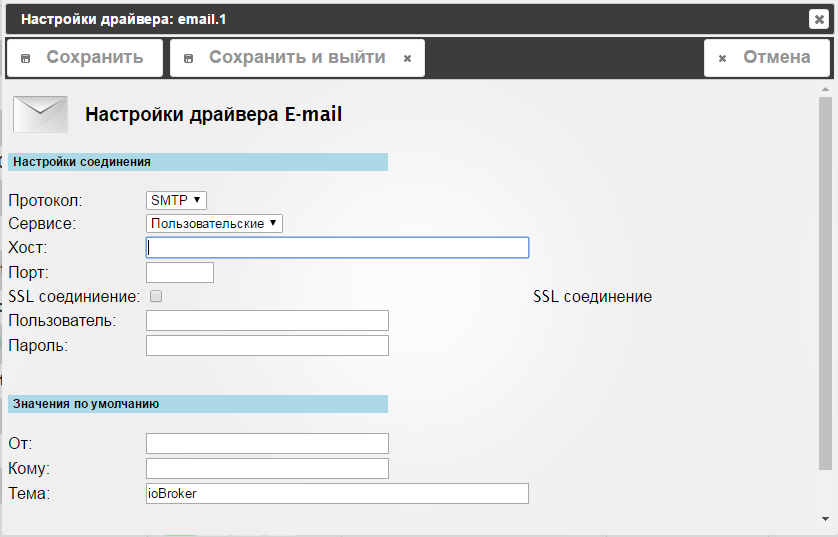 Настройки драйвера: email.1
Сохранить Сохранить и выйти Отмена
Настройки драйвера E-mail
Настройки соединения
Протокол: SMTP
Сервисе: Пользовательские
Хост:
Порт:
SSL соединиение: SSL соединение
Пользователь:
Пароль:
Значения по умолчанию
От:
Кому:
Тема: ioBroker